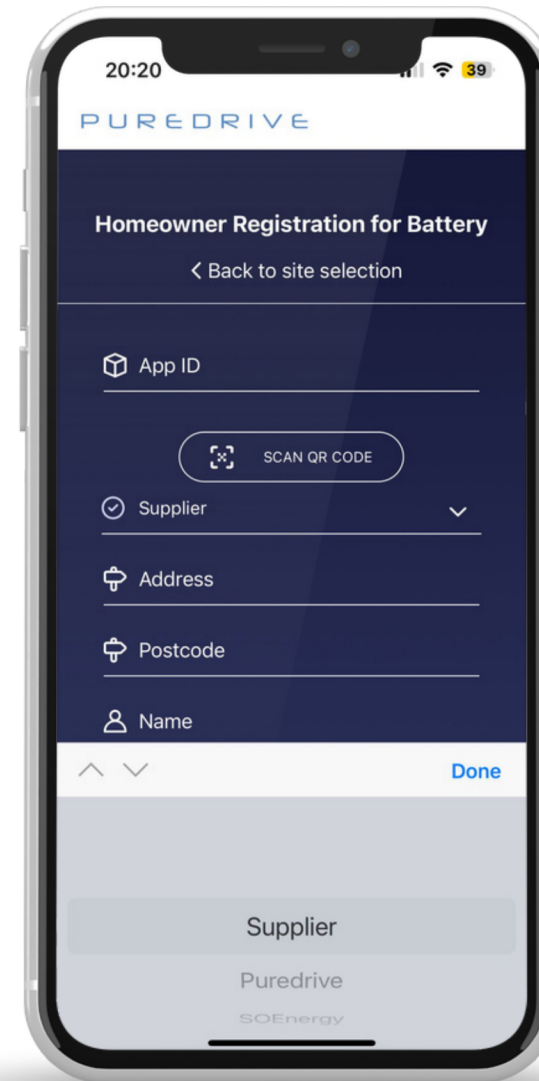 20:20
39
PUREDRIVE
Homeowner Registration for Battery
Back to site selection
App ID
SCAN QR CODE
Supplier
Address
Postcode
Name
Done
Supplier
Puredrive
SOEnergy